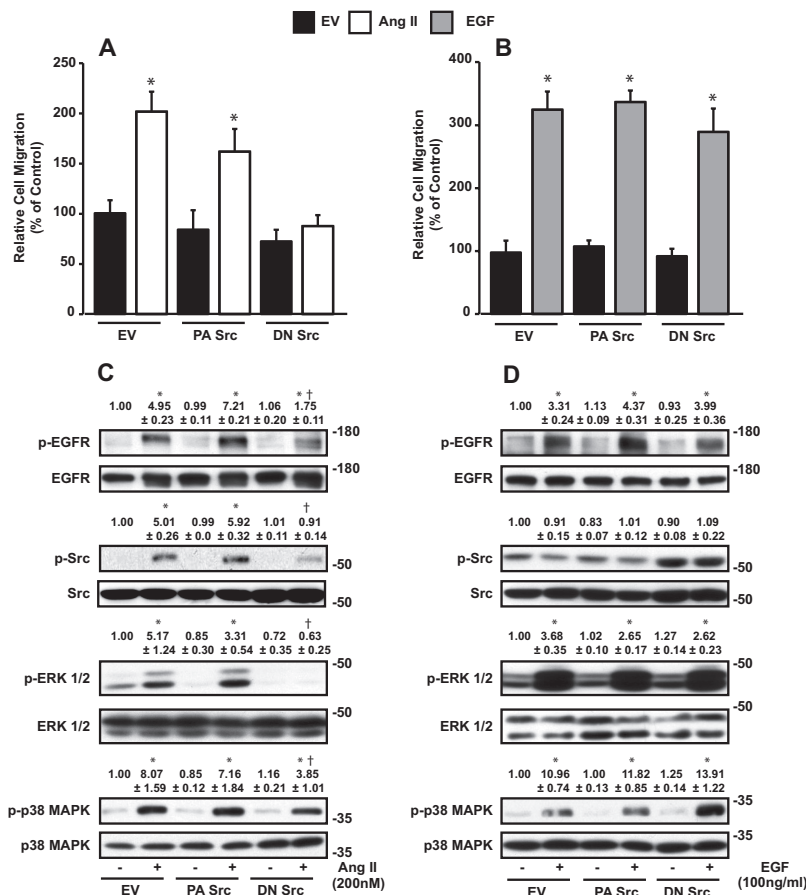 EV Ang II EGF
A
Relative Cell Migration
(% of Control)
250
200
150
100
50
0
* *
EV PA Src DN Src
B
Relative Cell Migration
(% of Control)
400
300
200
100
0
* * *
EV PA Src DN Src
C
* * * †
1.00 4.95 0.99 7.21 1.06 1.75
± 0.23 ± 0.11 ± 0.21 ± 0.20 ± 0.11
p-EGFR -180
EGFR -180
* * †
1.00 5.01 0.99 5.92 1.01 0.91
± 0.26 ± 0.0 ± 0.32 ± 0.11 ± 0.14
p-Src -50
Src -50
* * †
1.00 5.17 0.85 3.31 0.72 0.63
± 1.24 ± 0.30 ± 0.54 ± 0.35 ± 0.25
p-ERK 1/2 -50
ERK 1/2 -50
* * * †
1.00 8.07 0.85 7.16 1.16 3.85
± 1.59 ± 0.12 ± 1.84 ± 0.21 ± 1.01
p-p38 MAPK -35
p38 MAPK -35
- + - + - + Ang II
(200nM)
EV PA Src DN Src
D
* * *
1.00 3.31 1.13 4.37 0.93 3.99
± 0.24 ± 0.09 ± 0.31 ± 0.25 ± 0.36
p-EGFR -180
EGFR -180
1.00 0.91 0.83 1.01 0.90 1.09
± 0.15 ± 0.07 ± 0.12 ± 0.08 ± 0.22
p-Src -50
Src -50
* * *
1.00 3.68 1.02 2.65 1.27 2.62
± 0.35 ± 0.10 ± 0.17 ± 0.14 ± 0.23
p-ERK 1/2 -50
ERK 1/2 -50
* * *
1.00 10.96 1.00 11.82 1.25 13.91
± 0.74 ± 0.13 ± 0.85 ± 0.14 ± 1.22
p-p38 MAPK -35
p38 MAPK -35
- + - + - + EGF
(100ng/ml)
EV PA Src DN Src